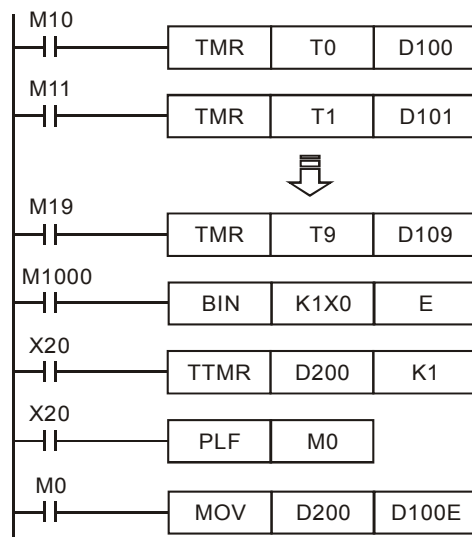 M10
TMR T0 D100
M11
TMR T1 D101
M19
TMR T9 D109
M1000
BIN K1X0 E
X20
TTMR D200 K1
X20
PLF M0
M0
MOV D200 D100E